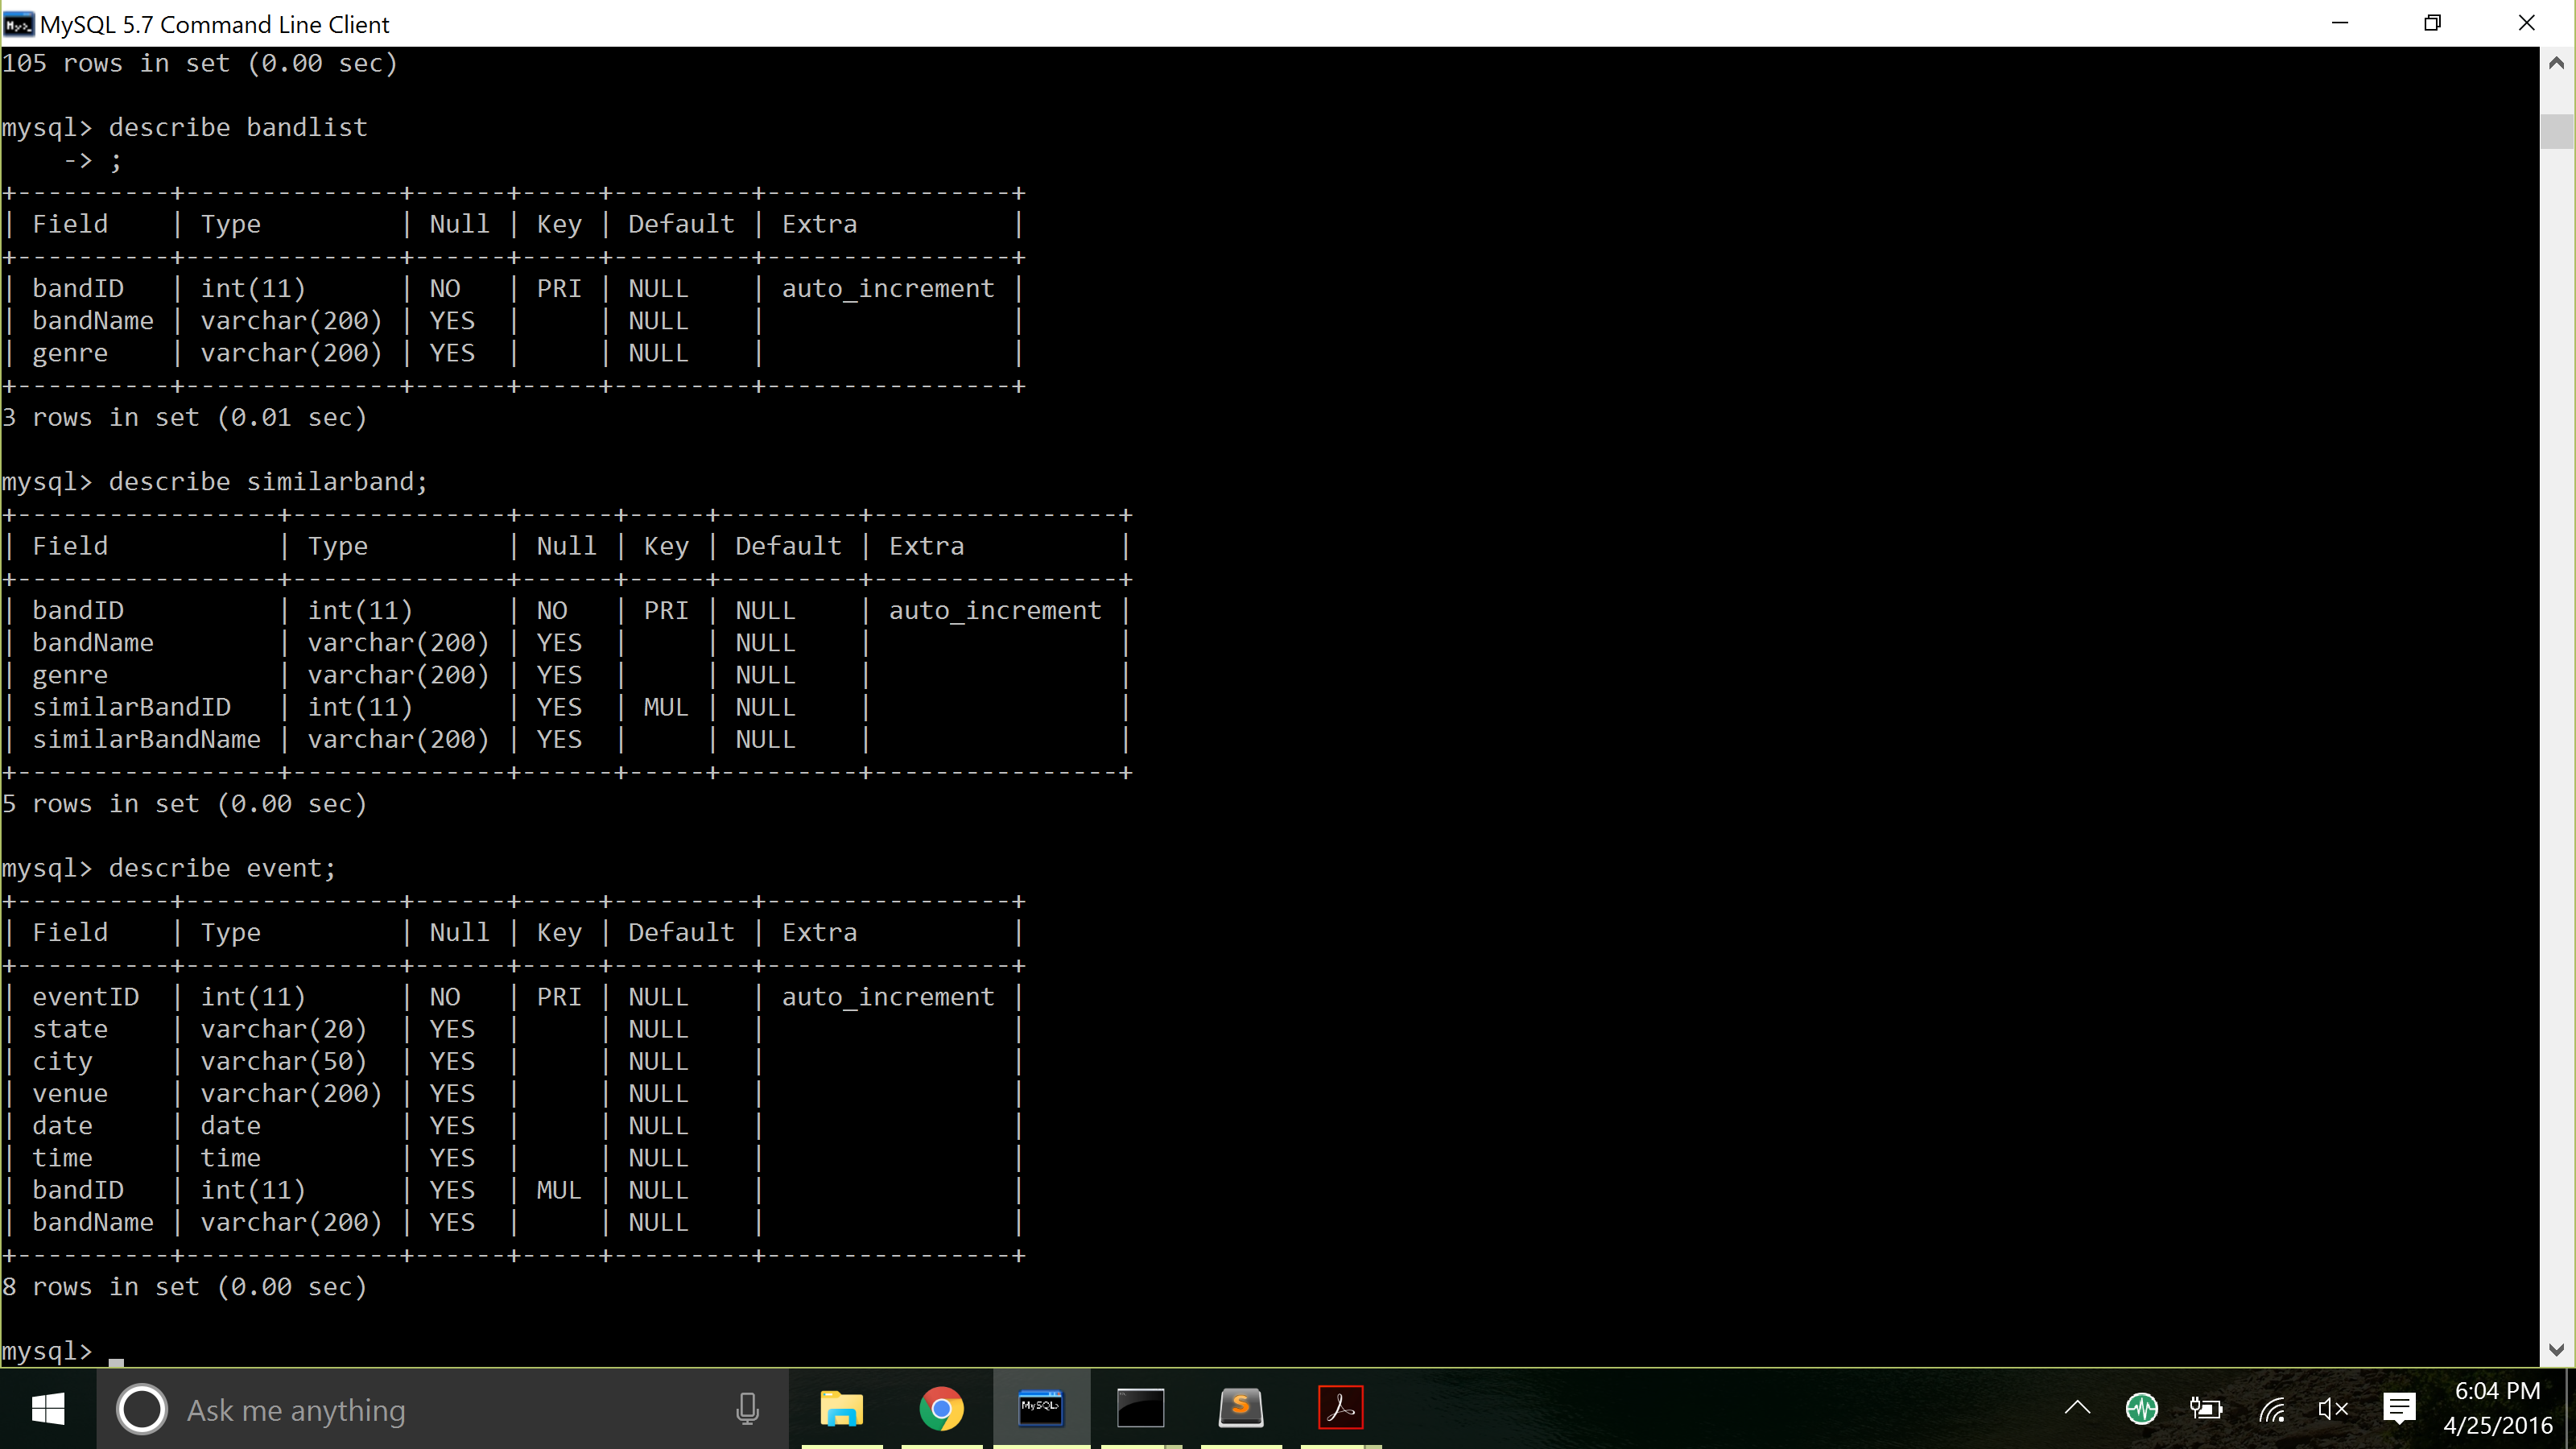 MySQL 5.7 Command Line Client
105 rows in set (0.00 sec)
mysql> describe bandlist
    -> ;
+----------+--------------+------+-----+---------+----------------+
| Field    | Type         | Null | Key | Default | Extra          |
+----------+--------------+------+-----+---------+----------------+
| bandID   | int(11)      | NO   | PRI | NULL    | auto_increment |
| bandName | varchar(200) | YES  |     | NULL    |                |
| genre    | varchar(200) | YES  |     | NULL    |                |
+----------+--------------+------+-----+---------+----------------+
3 rows in set (0.01 sec)
mysql> describe similarband;
+-----------------+--------------+------+-----+---------+----------------+
| Field           | Type         | Null | Key | Default | Extra          |
+-----------------+--------------+------+-----+---------+----------------+
| bandID          | int(11)      | NO   | PRI | NULL    | auto_increment |
| bandName        | varchar(200) | YES  |     | NULL    |                |
| genre           | varchar(200) | YES  |     | NULL    |                |
| similarBandID   | int(11)      | YES  | MUL | NULL    |                |
| similarBandName | varchar(200) | YES  |     | NULL    |                |
+-----------------+--------------+------+-----+---------+----------------+
5 rows in set (0.00 sec)
mysql> describe event;
+----------+--------------+------+-----+---------+----------------+
| Field    | Type         | Null | Key | Default | Extra          |
+----------+--------------+------+-----+---------+----------------+
| eventID  | int(11)      | NO   | PRI | NULL    | auto_increment |
| state    | varchar(20)  | YES  |     | NULL    |                |
| city     | varchar(50)  | YES  |     | NULL    |                |
| venue    | varchar(200) | YES  |     | NULL    |                |
| date     | date         | YES  |     | NULL    |                |
| time     | time         | YES  |     | NULL    |                |
| bandID   | int(11)      | YES  | MUL | NULL    |                |
| bandName | varchar(200) | YES  |     | NULL    |                |
+----------+--------------+------+-----+---------+----------------+
8 rows in set (0.00 sec)
mysql>
Ask me anything
MySQL>
S
6:04 PM
4/25/2016